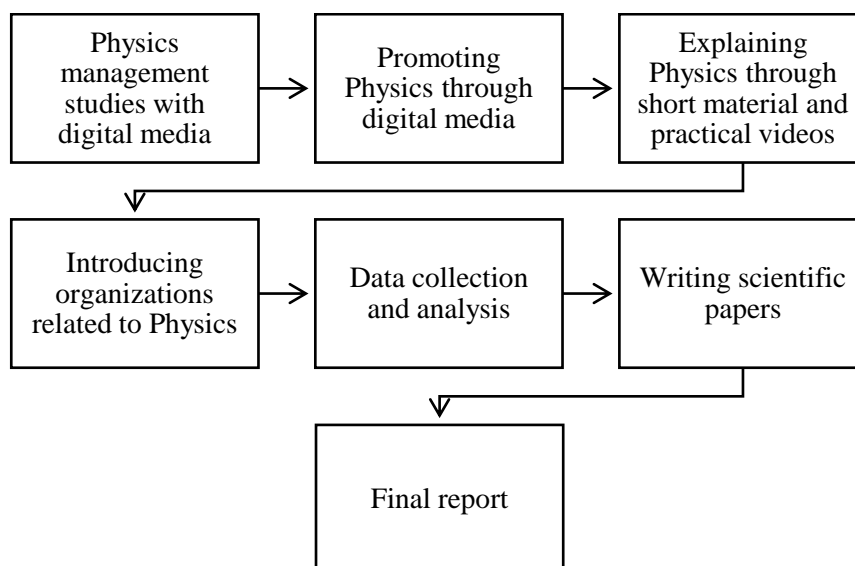 Physics
management
studies with
digital media
Promoting
Physics through
digital media
Explaining
Physics through
short material and
practical videos
Introducing
organizations
related to Physics
Data collection
and analysis
Writing scientific
papers
Final report